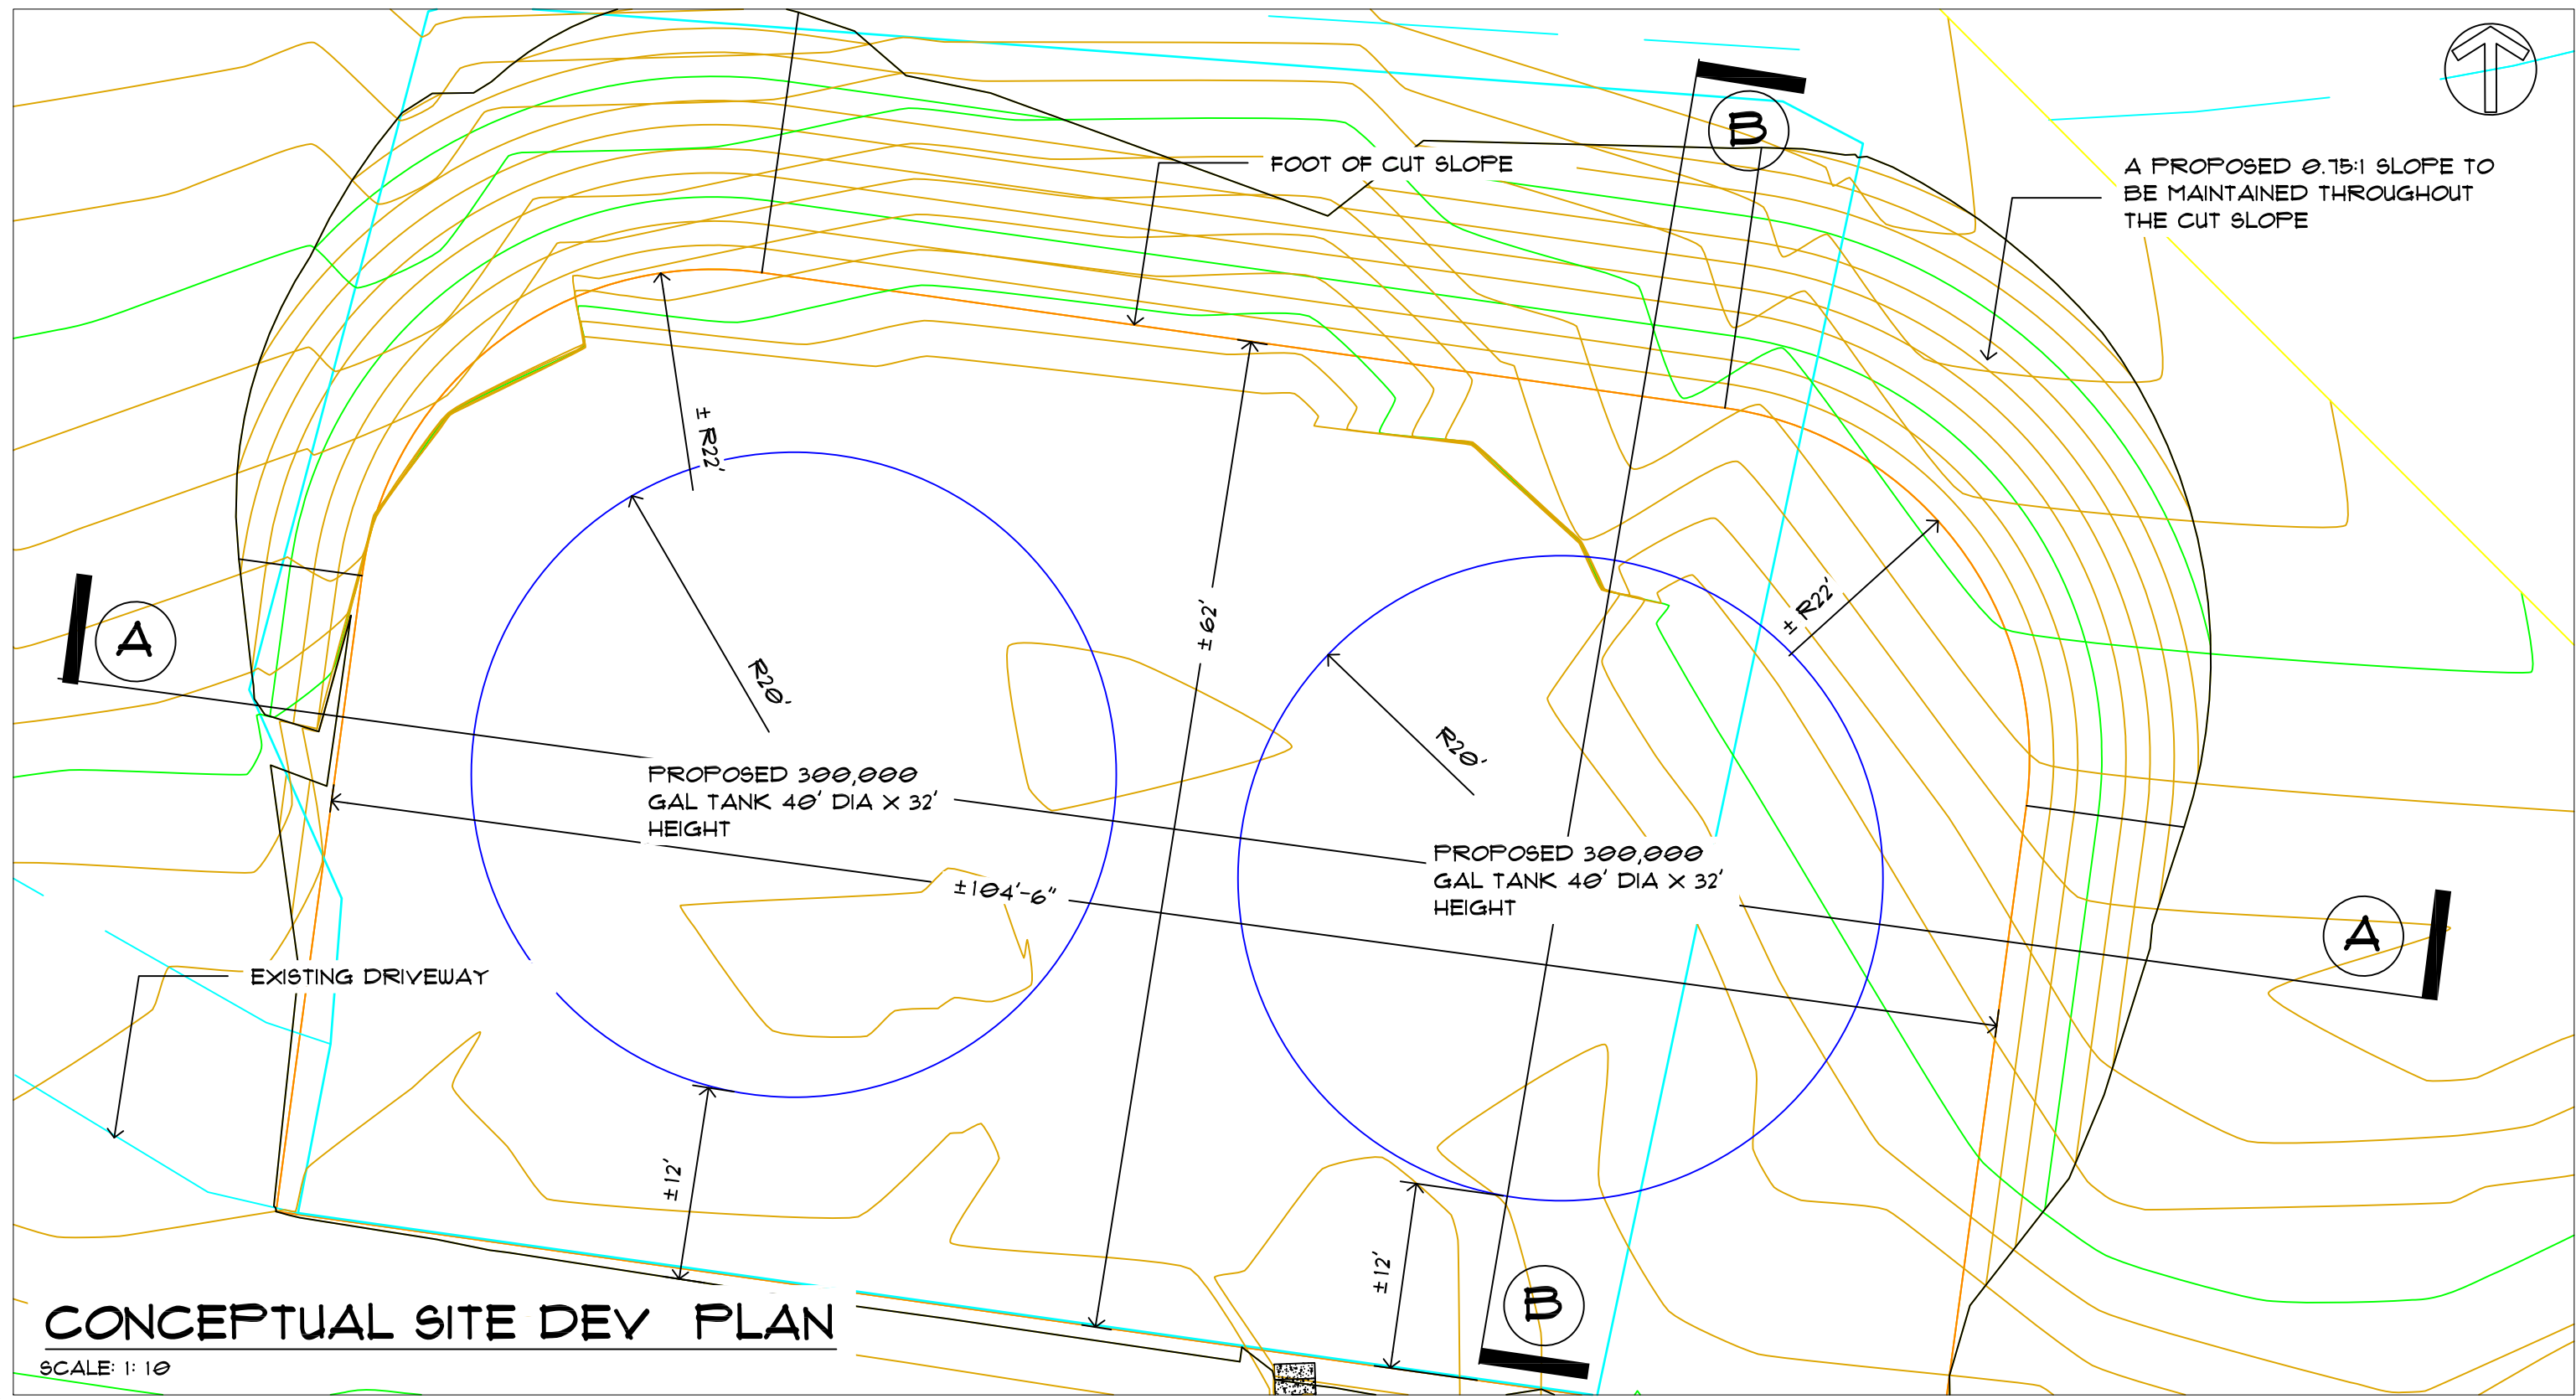 B
FOOT OF CUT SLOPE
A PROPOSED 0.75:1 SLOPE TO
BE MAINTAINED THROUGHOUT
THE CUT SLOPE
± R22'
± R22'
± 62'
A
R20'
R20'
PROPOSED 300,000
GAL TANK 40' DIA X 32'
HEIGHT
PROPOSED 300,000
GAL TANK 40' DIA X 32'
HEIGHT
±104'-6"
A
EXISTING DRIVEWAY
±12'
±12'
B
CONCEPTUAL SITE DEV PLAN
SCALE: 1: 10